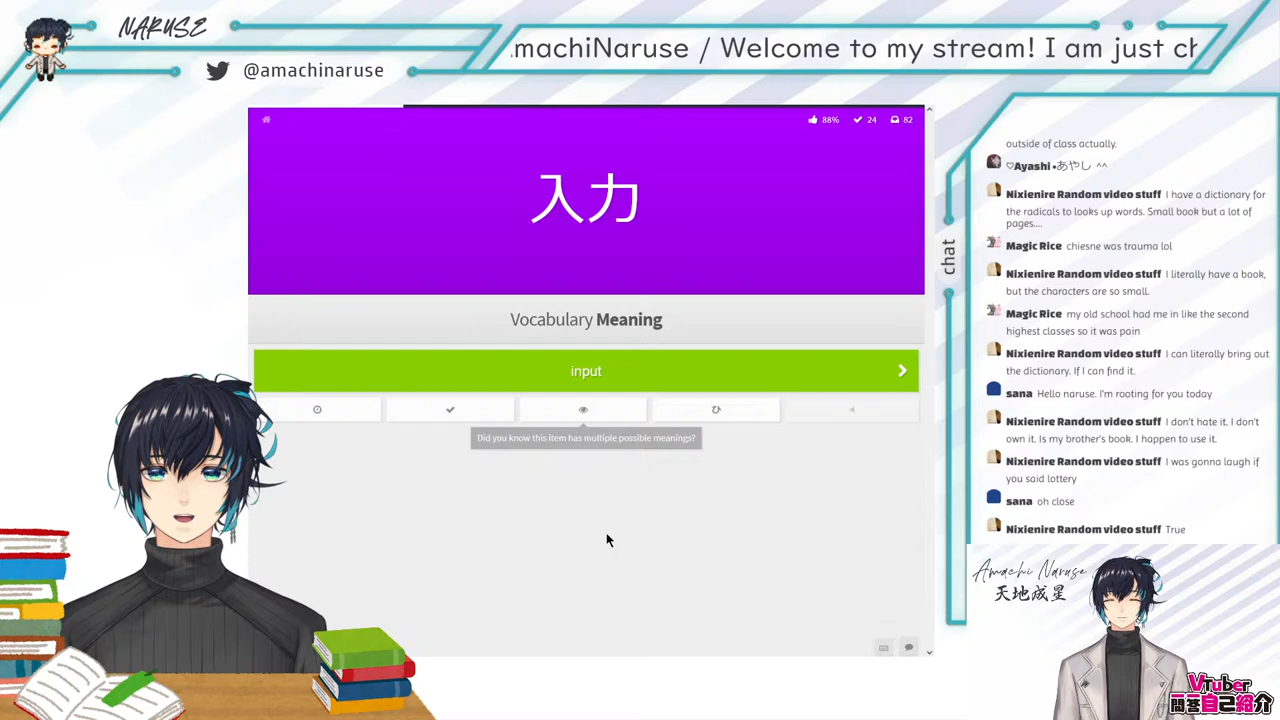 NARUSE
@amachinaruse
.machiNaruse / Welcome to my stream! I am just ch
88%
24
82
入力
Vocabulary Meaning
input
ひ
Did you know this item has multiple possible meanings?
chat
outside of class actually.
♡Ayashi •あやし ^^
Nixienire Random video stuff I have a dictionary for
the radicals to looks up words. Small book but a lot of
pages....
Magic Rice chiesne was trauma lol
Nixienire Random video stuff I literally have a book,
but the characters are so small.
Magic Rice my old school had me in like the second
highest classes so it was pain
Nixienire Random video stuff I can literally bring out
the dictionary. If I can find it.
sana Hello naruse. I'm rooting for you today
Nixienire Random video stuff I don't hate it. I don't
own it. Is my brother's book. I happen to use it.
Nixienire Random video stuff I was gonna laugh if
you said lottery
sana oh close
Nixienire Random video stuff True
Amachi Naruse
天地成星
VTuber
問答自己紹介